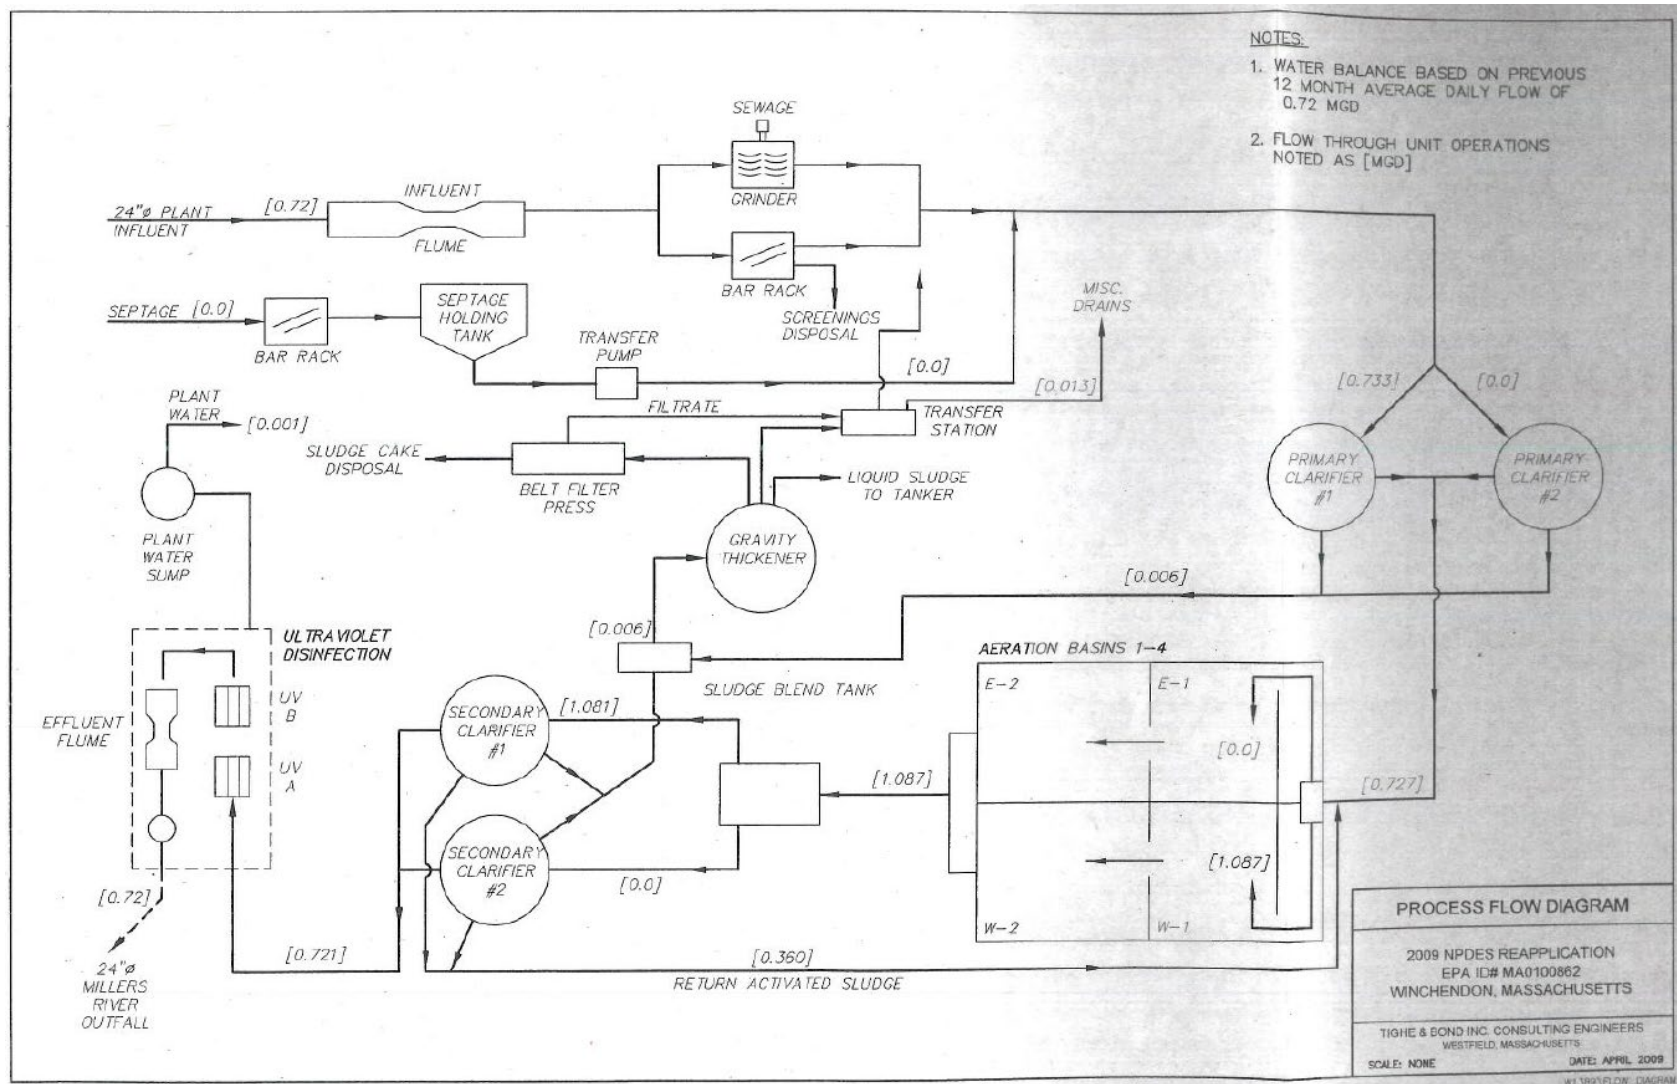 NOTES:
1. WATER BALANCE BASED ON PREVIOUS
12 MONTH AVERAGE DAILY FLOW OF
0.72 MGD
2. FLOW THROUGH UNIT OPERATIONS
NOTED AS [MGD]
SEWAGE
GRINDER
24"ø PLANT
INFLUENT
[0.72]
INFLUENT
FLUME
BAR RACK
SCREENINGS
DISPOSAL
MISC.
DRAINS
SEPTAGE [0.0]
BAR RACK
SEPTAGE
HOLDING
TANK
TRANSFER
PUMP
[0.0]
[0.013]
[0.733]
[0.0]
PLANT
WATER
[0.001]
FILTRATE
TRANSFER
STATION
SLUDGE CAKE
DISPOSAL
BELT FILTER
PRESS
LIQUID SLUDGE
TO TANKER
PRIMARY
CLARIFIER
#1
PRIMARY
CLARIFIER
#2
PLANT
WATER
SUMP
GRAVITY
THICKENER
[0.006]
[0.006]
ULTRAVIOLET
DISINFECTION
SLUDGE BLEND TANK
AERATION BASINS 1-4
E-2
E-1
UV
B
EFFLUENT
FLUME
UV
A
SECONDARY
CLARIFIER
#1
[1.081]
[0.0]
[1.087]
[0.727]
SECONDARY
CLARIFIER
#2
[0.0]
[1.087]
W-2
W-1
[0.72]
24"ø
MILLERS
RIVER
OUTFALL
[0.721]
[0.360]
RETURN ACTIVATED SLUDGE
PROCESS FLOW DIAGRAM
2009 NPDES REAPPLICATION
EPA ID# MA0100862
WINCHENDON, MASSACHUSETTS
TIGHE & BOND INC. CONSULTING ENGINEERS
WESTFIELD, MASSACHUSETTS
SCALE: NONE
DATE: APRIL 2009
FLOW DIAGRAM